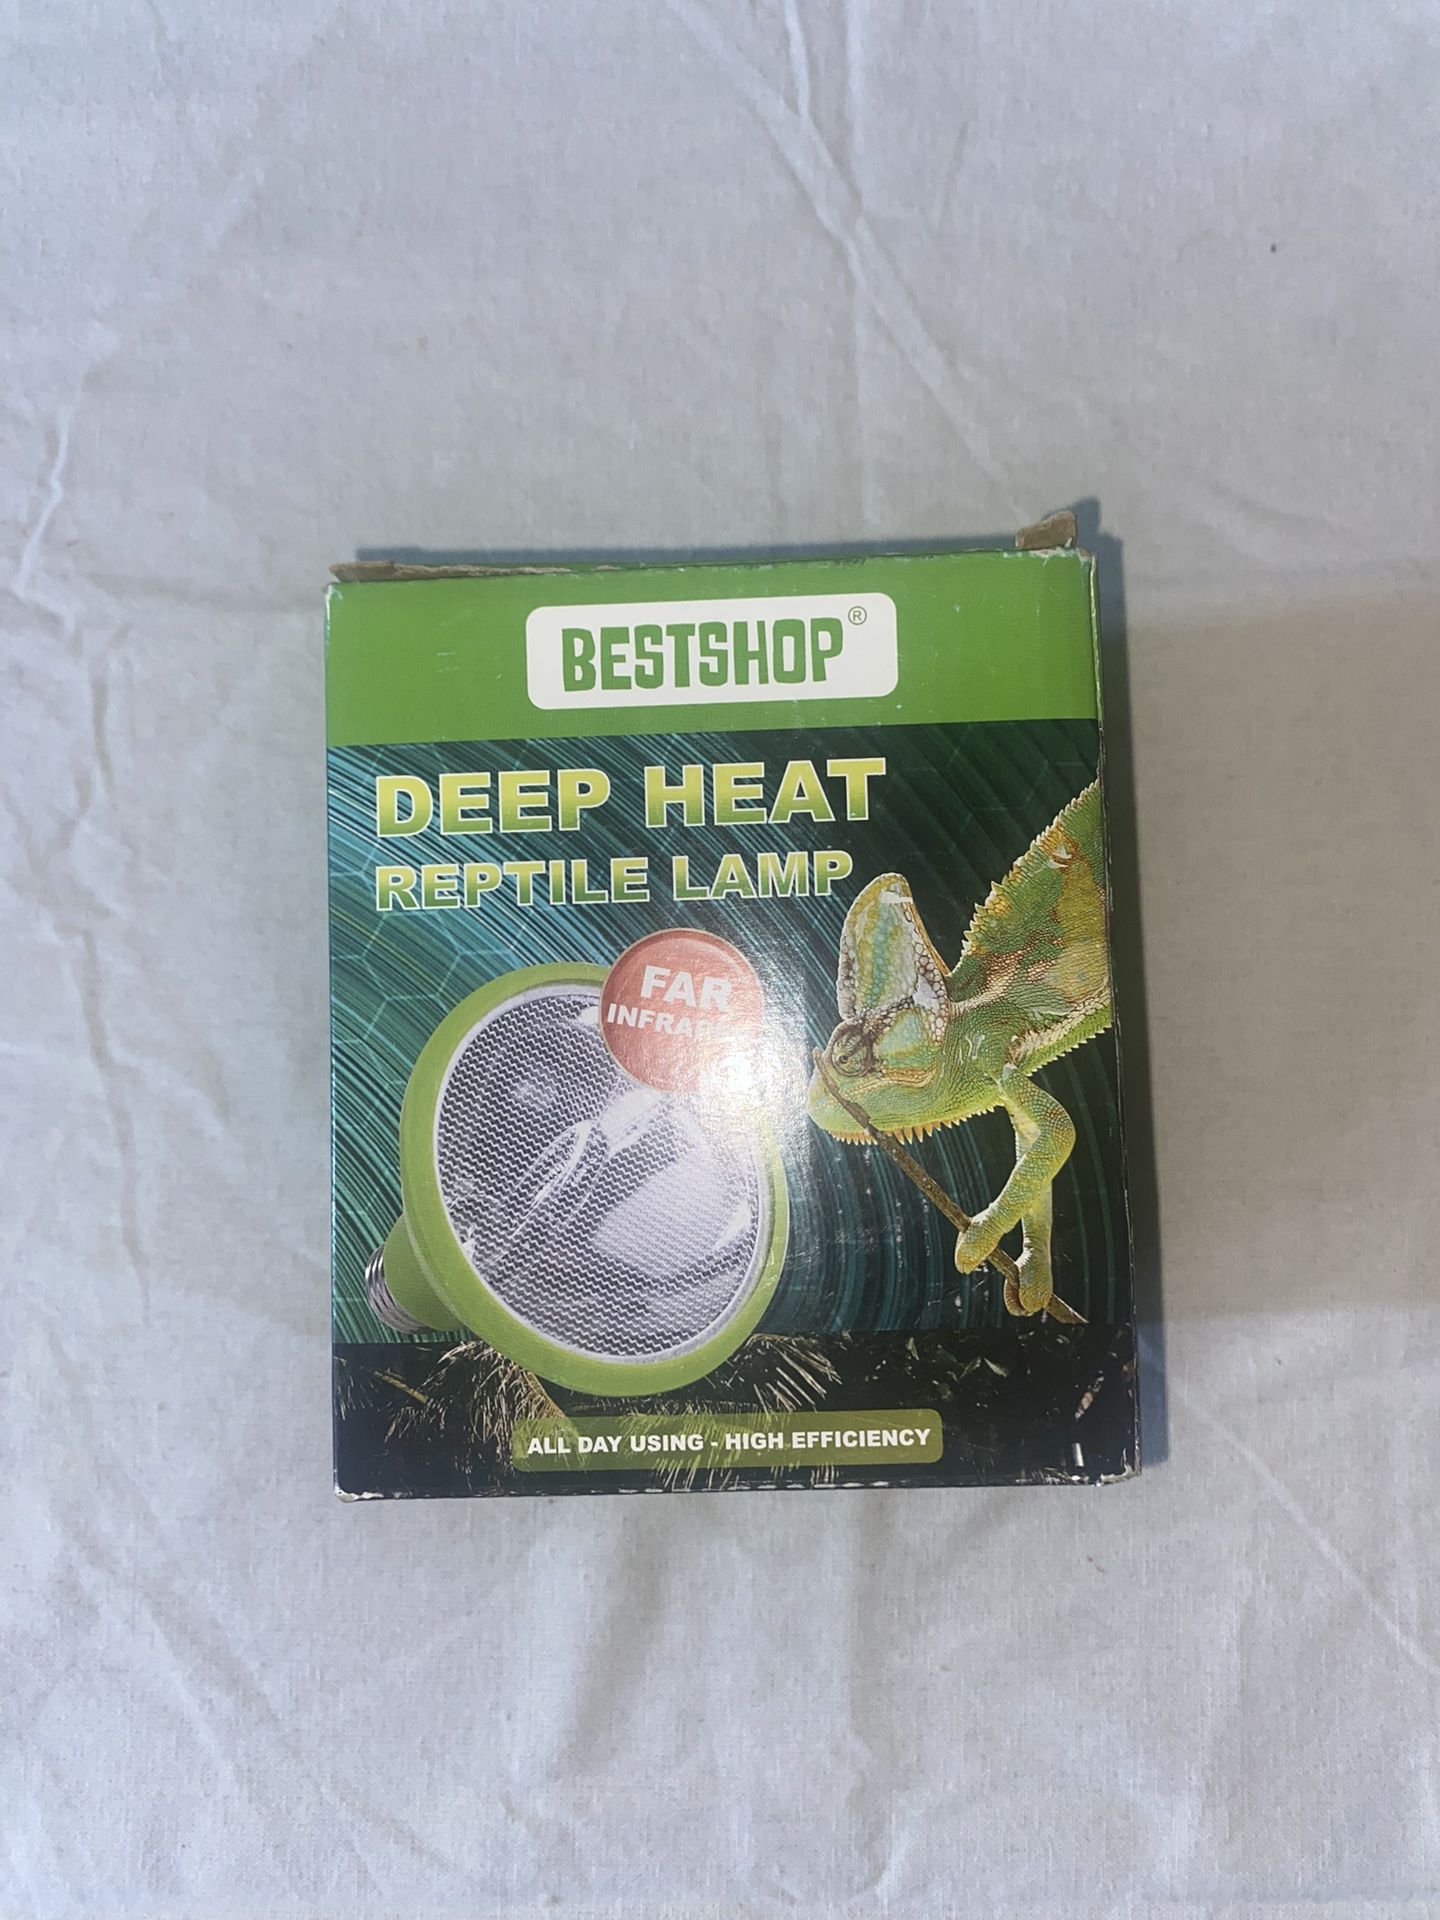 BESTSHOP®
DEEP HEAT
REPTILE LAMP
FAR
ALL DAY USING - HIGH EFFICIENCY